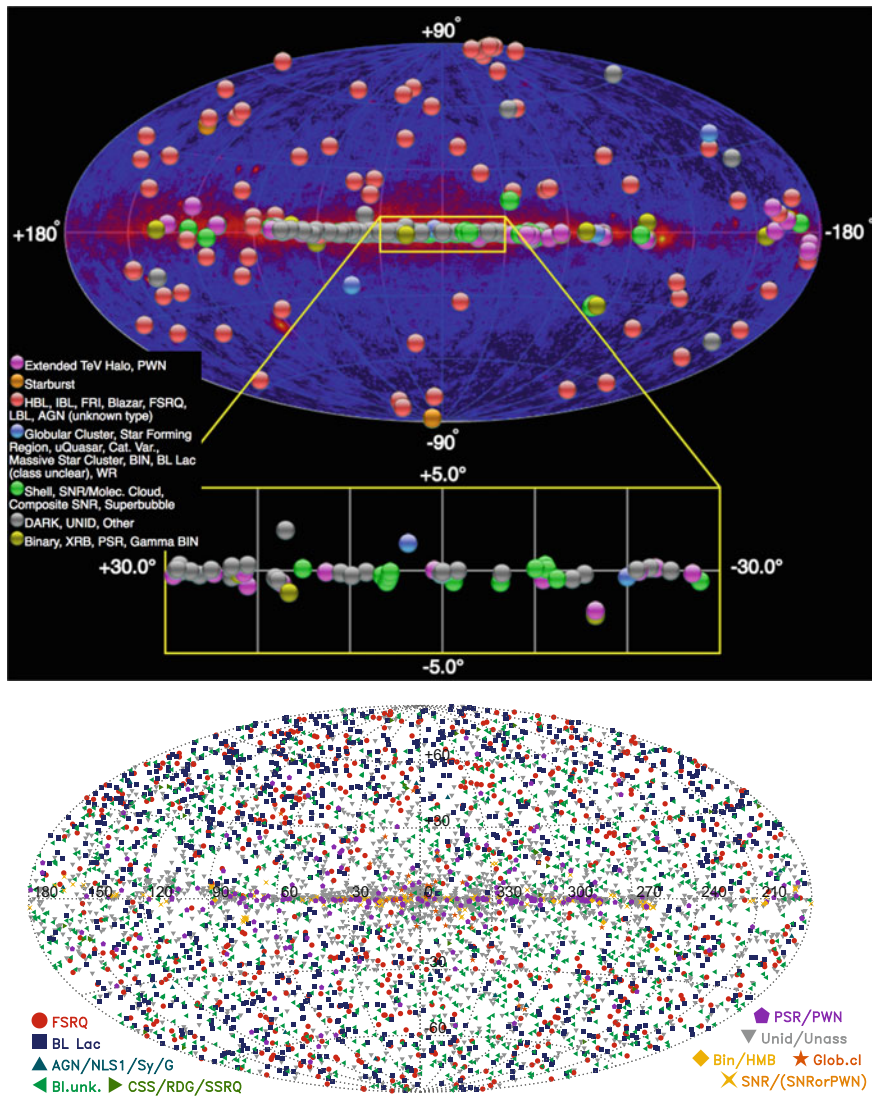 +90°
+180°
-180°
Extended TeV Halo, PWN
Starburst
HBL, IBL, FRI, Blazar, FSRQ,
LBL, AGN (unknown type)
Globular Cluster, Star Forming
Region, uQuasar, Cat. Var.,
Massive Star Cluster, BIN, BL Lac
(class unclear), WR
Shell, SNR/Molec. Cloud,
Composite SNR, Superbubble
DARK, UNID, Other
Binary, XRB, PSR, Gamma BIN
-90°
+5.0°
+30.0°
-30.0°
-5.0°
+60
+30
180 150 120 90 60 30 0 330 300 270 240 210
-30
-60
FSRQ
BL Lac
AGN/NLS1/Sy/G
Bl.unk. CSS/RDG/SSRQ
PSR/PWN
Unid/Unass
Bin/HMB Glob.cl
SNR/(SNRorPWN)